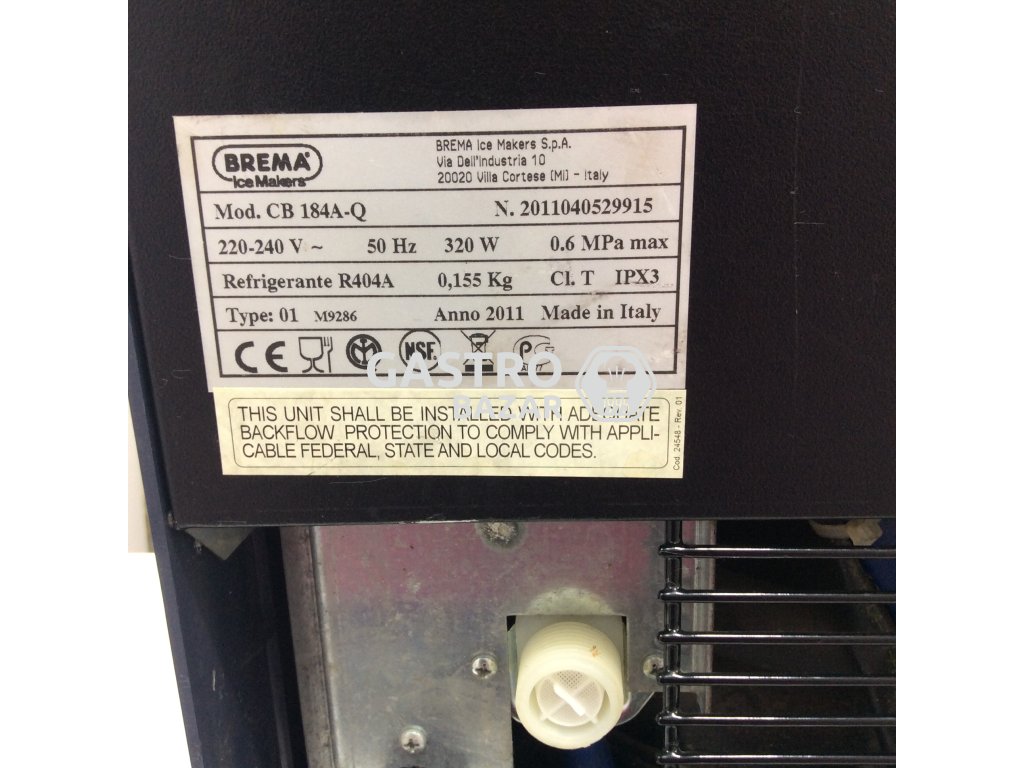 BREMA
Ice Makers
BREMA Ice Makers S.p.A.
Via Dell'Industria 10
20020 Villa Cortese (MI) - Italy
Mod. CB 184A-Q N. 2011040529915
220-240 V ~ 50 Hz 320 W 0.6 MPa max
Refrigerante R404A 0,155 Kg Cl. T IPX3
Type: 01 M9286 Anno 2011 Made in Italy
CE NSF
GASTRO
BAZAR
THIS UNIT SHALL BE INSTALLED WITH ADEQUATE
BACKFLOW PROTECTION TO COMPLY WITH APPLI-
CABLE FEDERAL, STATE AND LOCAL CODES.
Cod. 24548 - Rev. 01